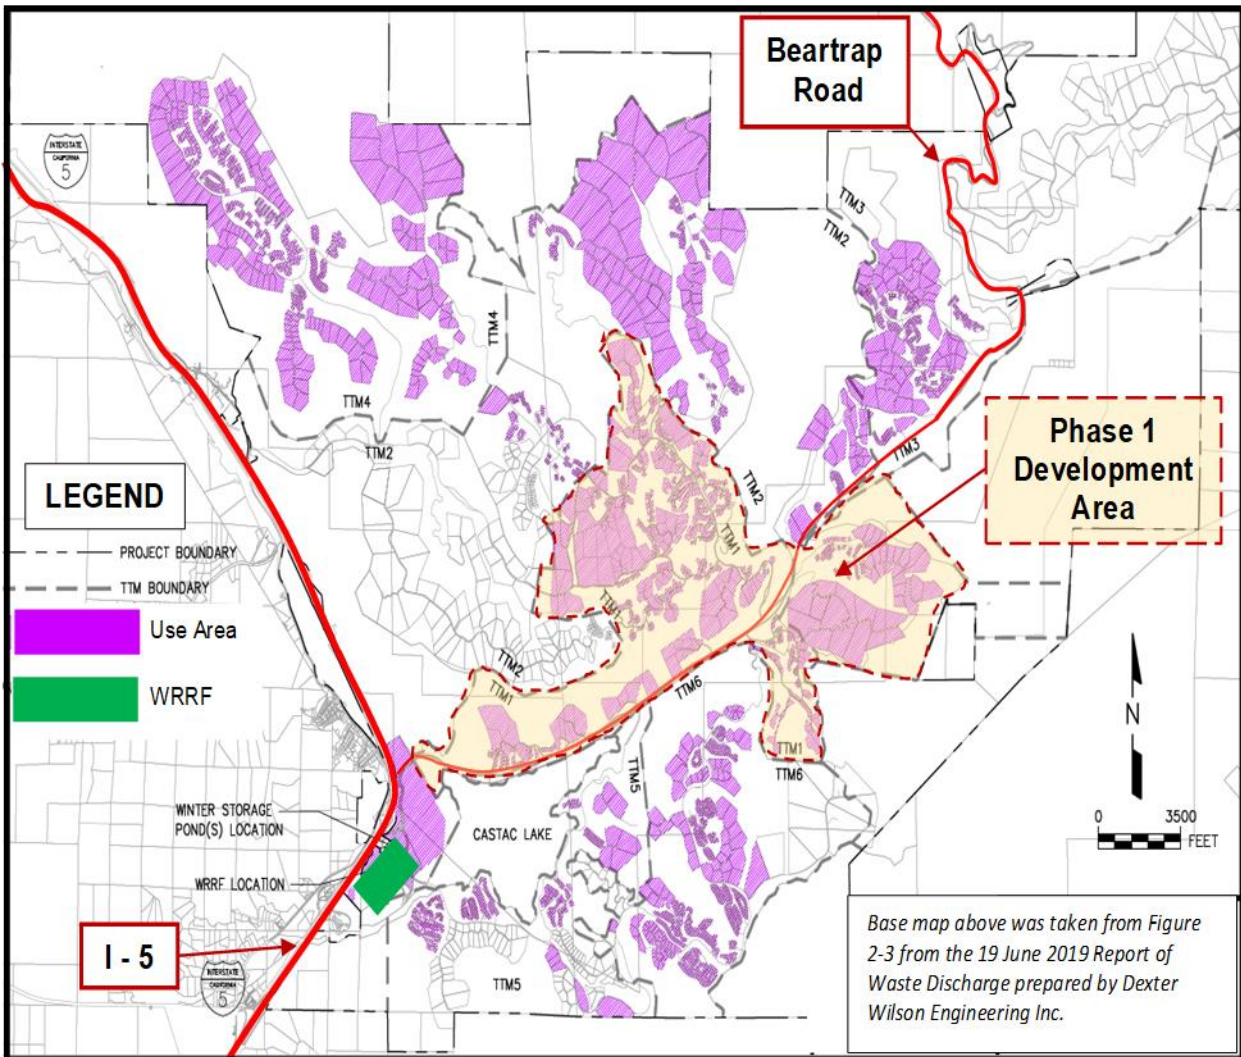 Beartrap
Road
INTERSTATE
CALIFORNIA
5
TTM3
TTM2
TTM4
TTM4
TTM2
TTM3
Phase 1
Development
Area
LEGEND
PROJECT BOUNDARY
TTM BOUNDARY
Use Area
WRRF
TTM2
TTM1
TTM1
TTM2
TTM1
TTM6
TTM1
TTM6
TTM5
N
0 3500
FEET
WINTER STORAGE
POND(S) LOCATION
CASTAC LAKE
WRRF LOCATION
I - 5
INTERSTATE
CALIFORNIA
5
TTM5
Base map above was taken from Figure
2-3 from the 19 June 2019 Report of
Waste Discharge prepared by Dexter
Wilson Engineering Inc.